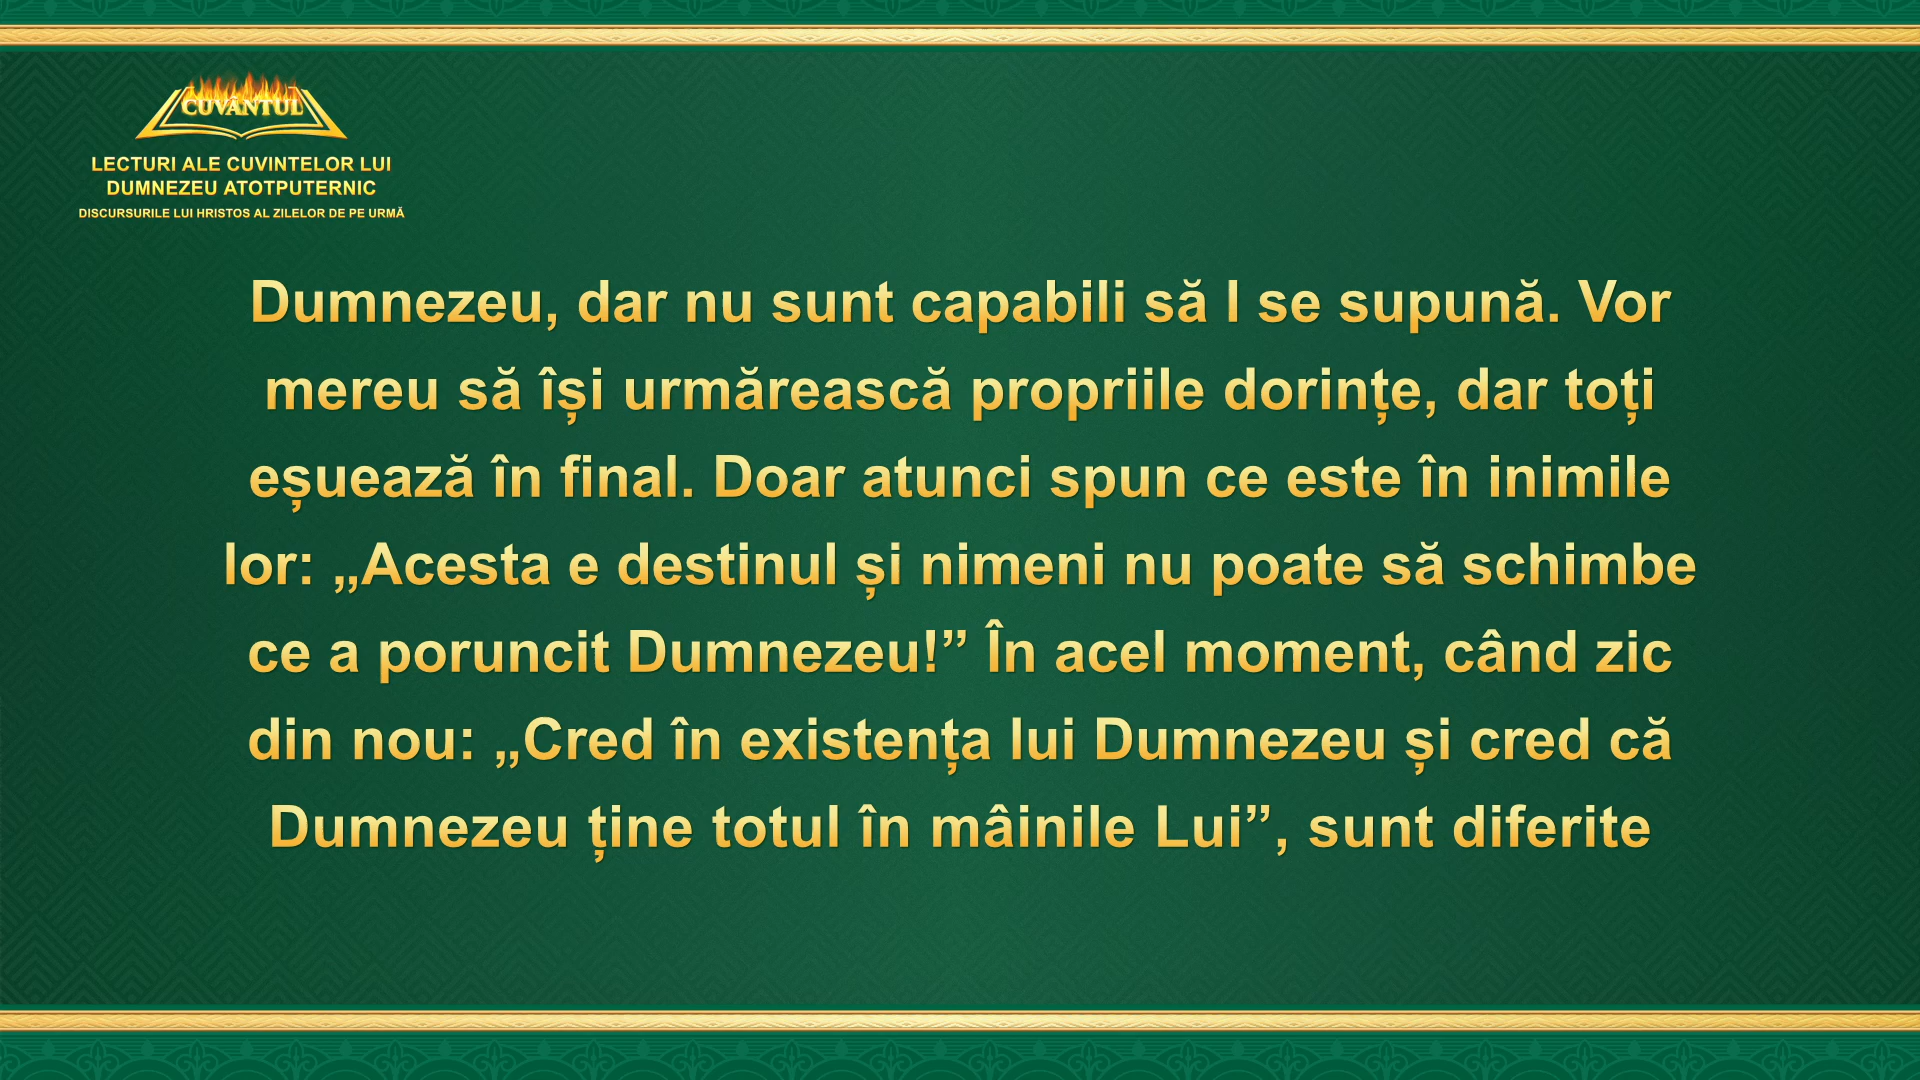 CUVÂNTUL
LECTURI ALE CUVINTELOR LUI
DUMNEZEU ATOTPUTERNIC
DISCURSURILE LUI HRISTOS AL ZILELOR DE PE URMĂ
Dumnezeu, dar nu sunt capabili să I se supună. Vor
mereu să își urmărească propriile dorințe, dar toți
eșuează în final. Doar atunci spun ce este în inimile
lor: „Acesta e destinul și nimeni nu poate să schimbe
ce a poruncit Dumnezeu!” În acel moment, când zic
din nou: „Cred în existența lui Dumnezeu și cred că
Dumnezeu ține totul în mâinile Lui”, sunt diferite